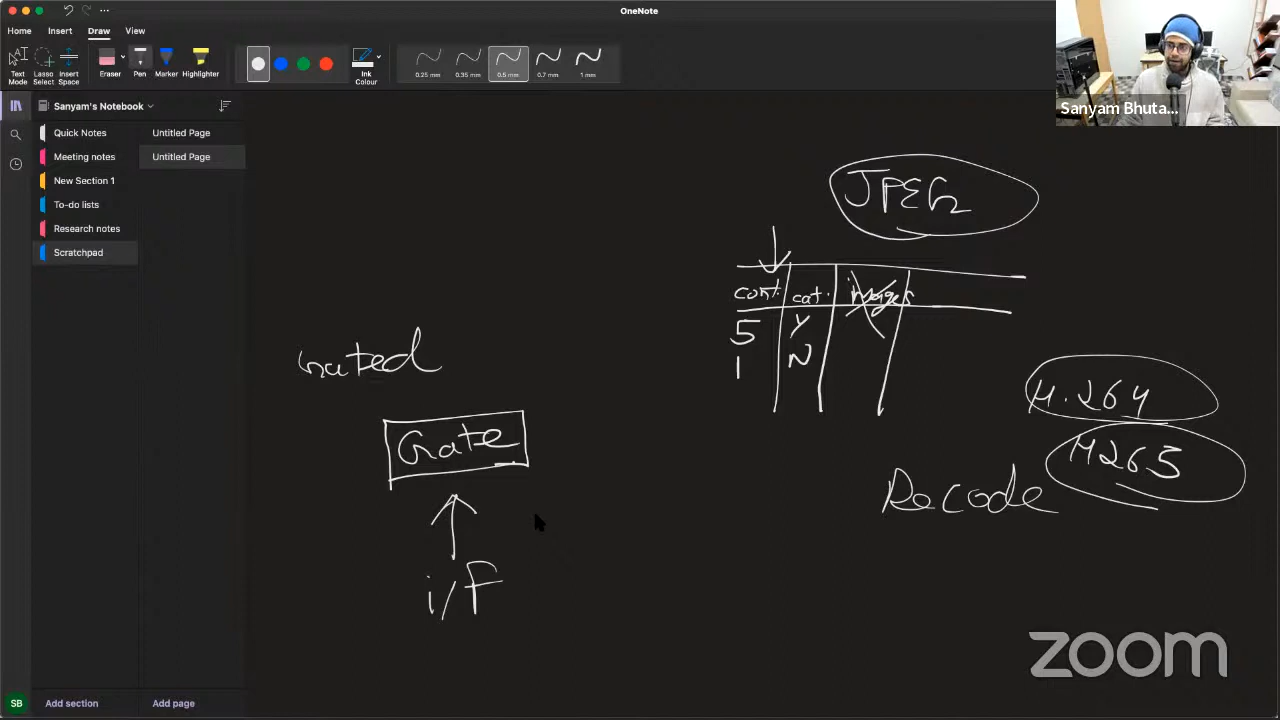 OneNote
Home Insert Draw View
Text Mode
Lasso Select
Insert Space
Eraser
Pen
Marker
Highlighter
Ink Colour
0.25 mm
0.35 mm
0.5 mm
0.7 mm
1 mm
Sanyam Bhuta...
Sanyam's Notebook
Quick Notes
Meeting notes
New Section 1
To-do lists
Research notes
Scratchpad
Untitled Page
Untitled Page
JPEG
cont. cat. images
5 Y
1 N
Gated
Gate
i/f
H.264
H265
Decode
SB
Add section
Add page
zoom